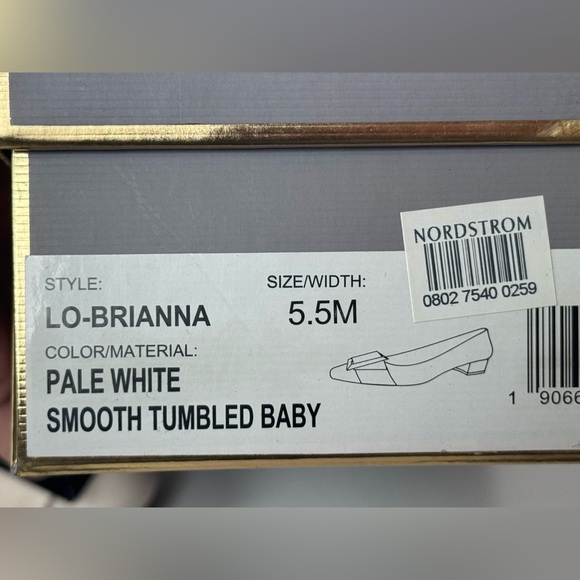 NORDSTROM
0802 7540 0259
STYLE:
LO-BRIANNA
SIZE/WIDTH:
5.5M
COLOR/MATERIAL:
PALE WHITE
SMOOTH TUMBLED BABY
1 9066